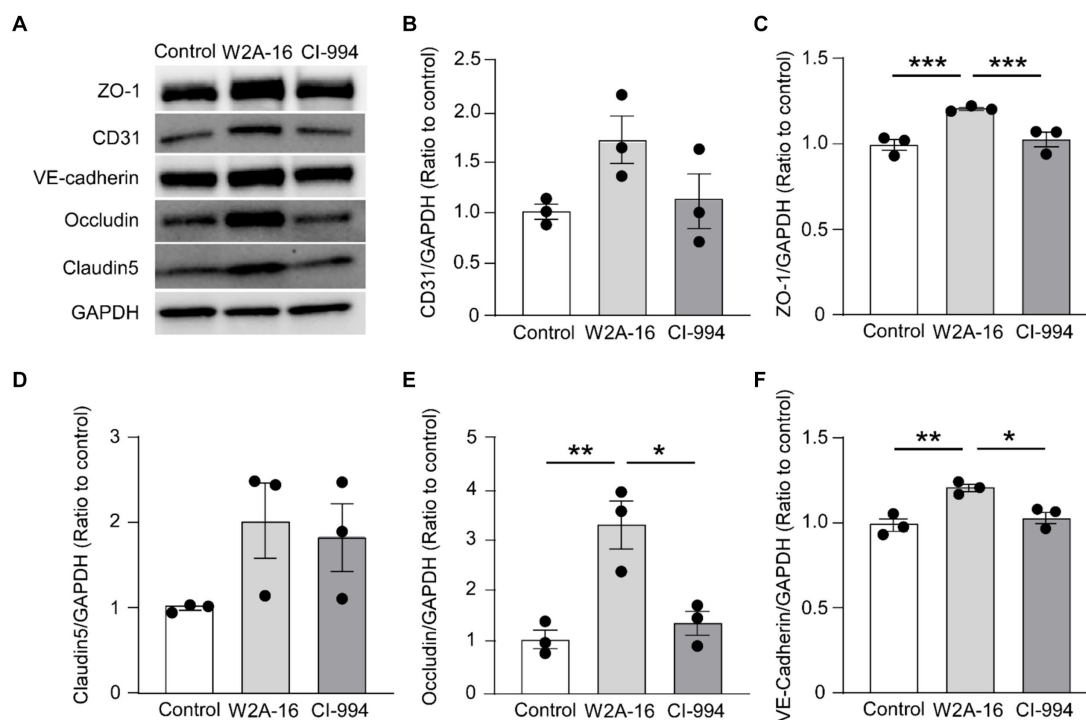 A
Control W2A-16 CI-994
ZO-1
CD31
VE-cadherin
Occludin
Claudin5
GAPDH
B
CD31/GAPDH (Ratio to control)
2.5
2.0
1.5
1.0
0.5
0
Control W2A-16 CI-994
C
ZO-1/GAPDH (Ratio to control)
1.5
1.0
0.5
0
*** ***
Control W2A-16 CI-994
D
Claudin5/GAPDH (Ratio to control)
3
2
1
0
Control W2A-16 CI-994
E
Occludin/GAPDH (Ratio to control)
5
4
3
2
1
0
** *
Control W2A-16 CI-994
F
VE-Cadherin/GAPDH (Ratio to control)
1.5
1.0
0.5
0
** *
Control W2A-16 CI-994